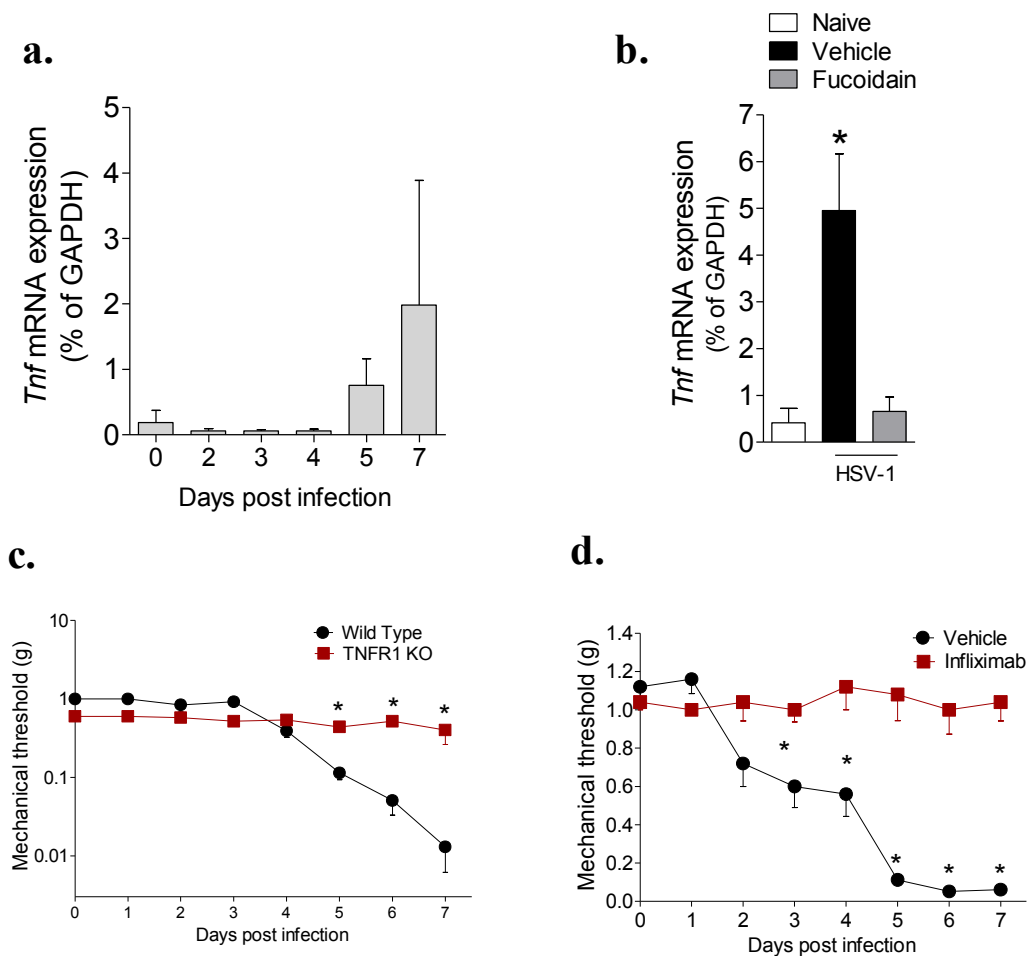 a.
Tnf mRNA expression
(% of GAPDH)
5
4
3
2
1
0
0 2 3 4 5 7
Days post infection
b.
Naive
Vehicle
Fucoidain
Tnf mRNA expression
(% of GAPDH)
7
6
5
4
3
2
1
0
*
HSV-1
c.
Mechanical threshold (g)
10
1
0.1
0.01
Wild Type
TNFR1 KO
* * *
0 1 2 3 4 5 6 7
Days post infection
d.
Mechanical threshold (g)
1.4
1.2
1.0
0.8
0.6
0.4
0.2
0.0
Vehicle
Infliximab
* *
* * *
0 1 2 3 4 5 6 7
Days post infection